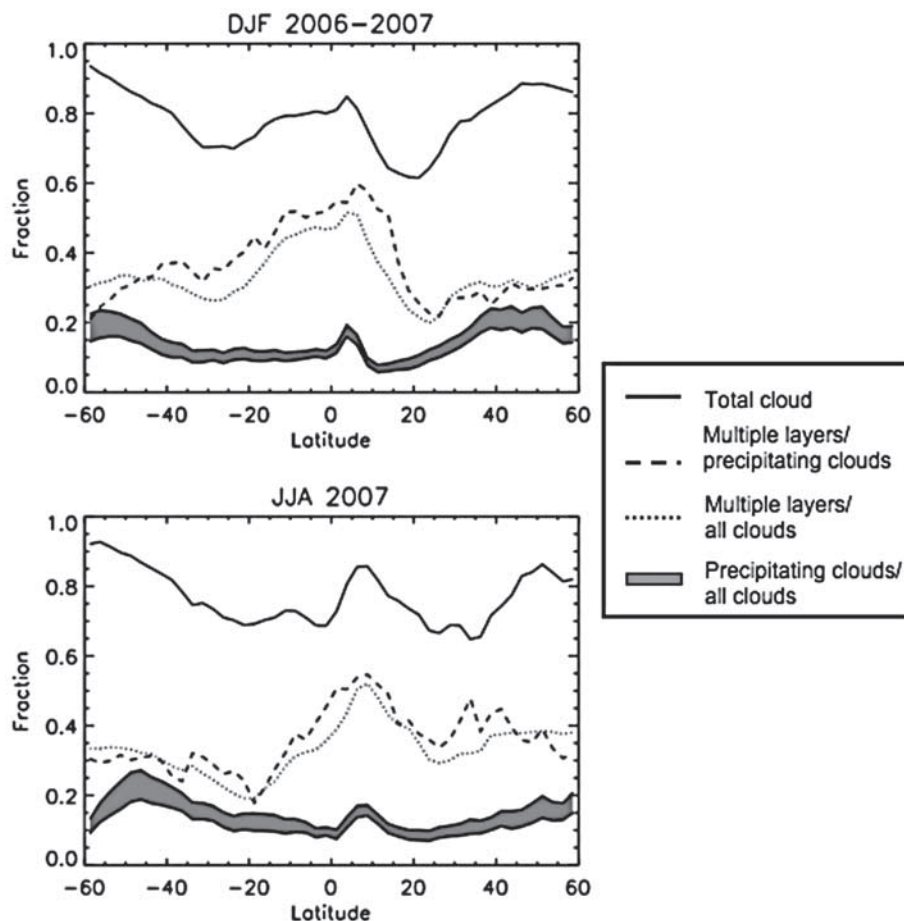 DJF 2006-2007
1.0
0.8
0.6
0.4
0.2
0.0
Fraction
-60 -40 -20 0 20 40 60
Latitude
JJA 2007
1.0
0.8
0.6
0.4
0.2
0.0
Fraction
-60 -40 -20 0 20 40 60
Latitude
Total cloud
Multiple layers/
precipitating clouds
Multiple layers/
all clouds
Precipitating clouds/
all clouds